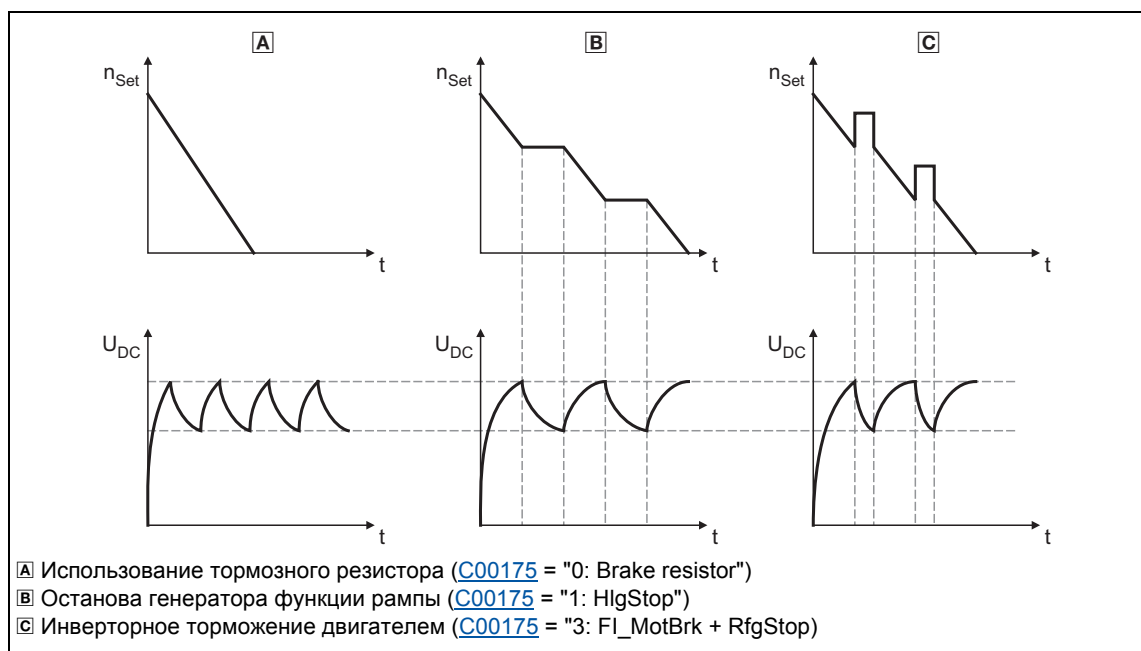 A
B
C
nSet
nSet
nSet
t
t
t
UDC
UDC
UDC
t
t
t
A Использование тормозного резистора (C00175 = "0: Brake resistor")
B Останова генератора функции рампы (C00175 = "1: HlgStop")
C Инверторное торможение двигателем (C00175 = "3: FI_MotBrk + RfgStop)